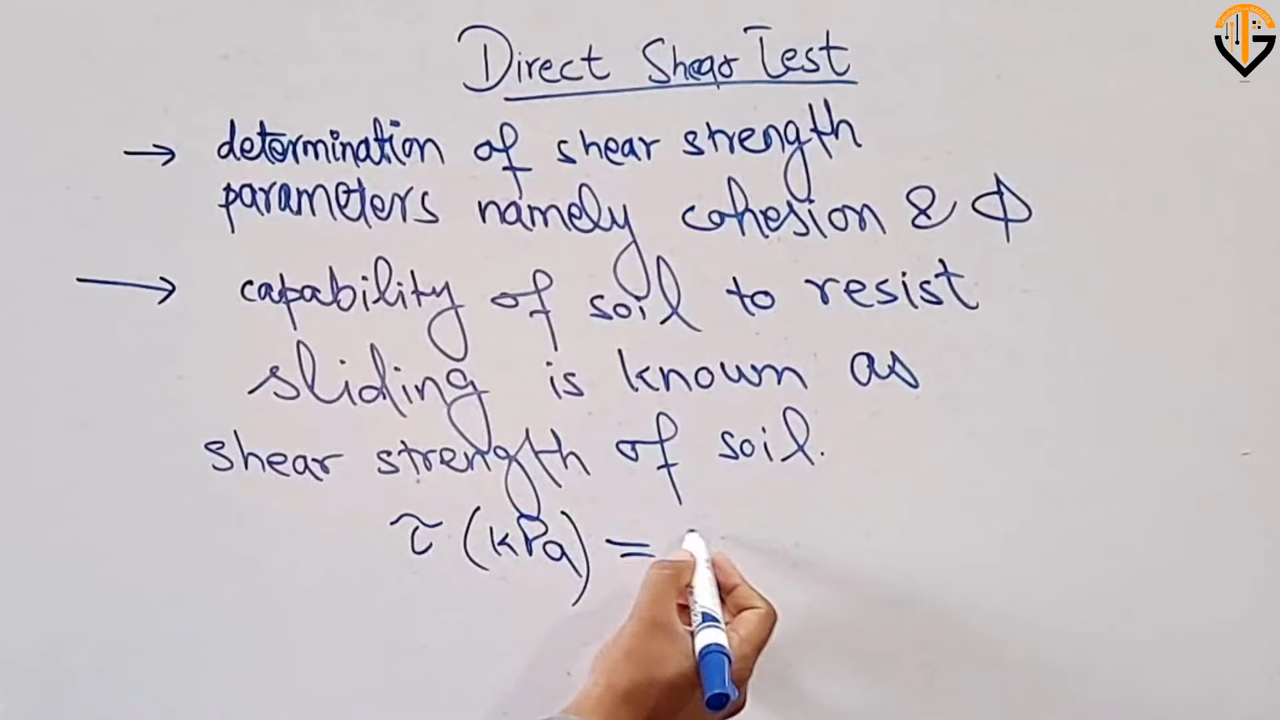 Direct Shear Test
→ determination of shear strength
parameters namely cohesion & Φ
→ capability of soil to resist
sliding is known as
shear strength of soil.
τ (kPa) =